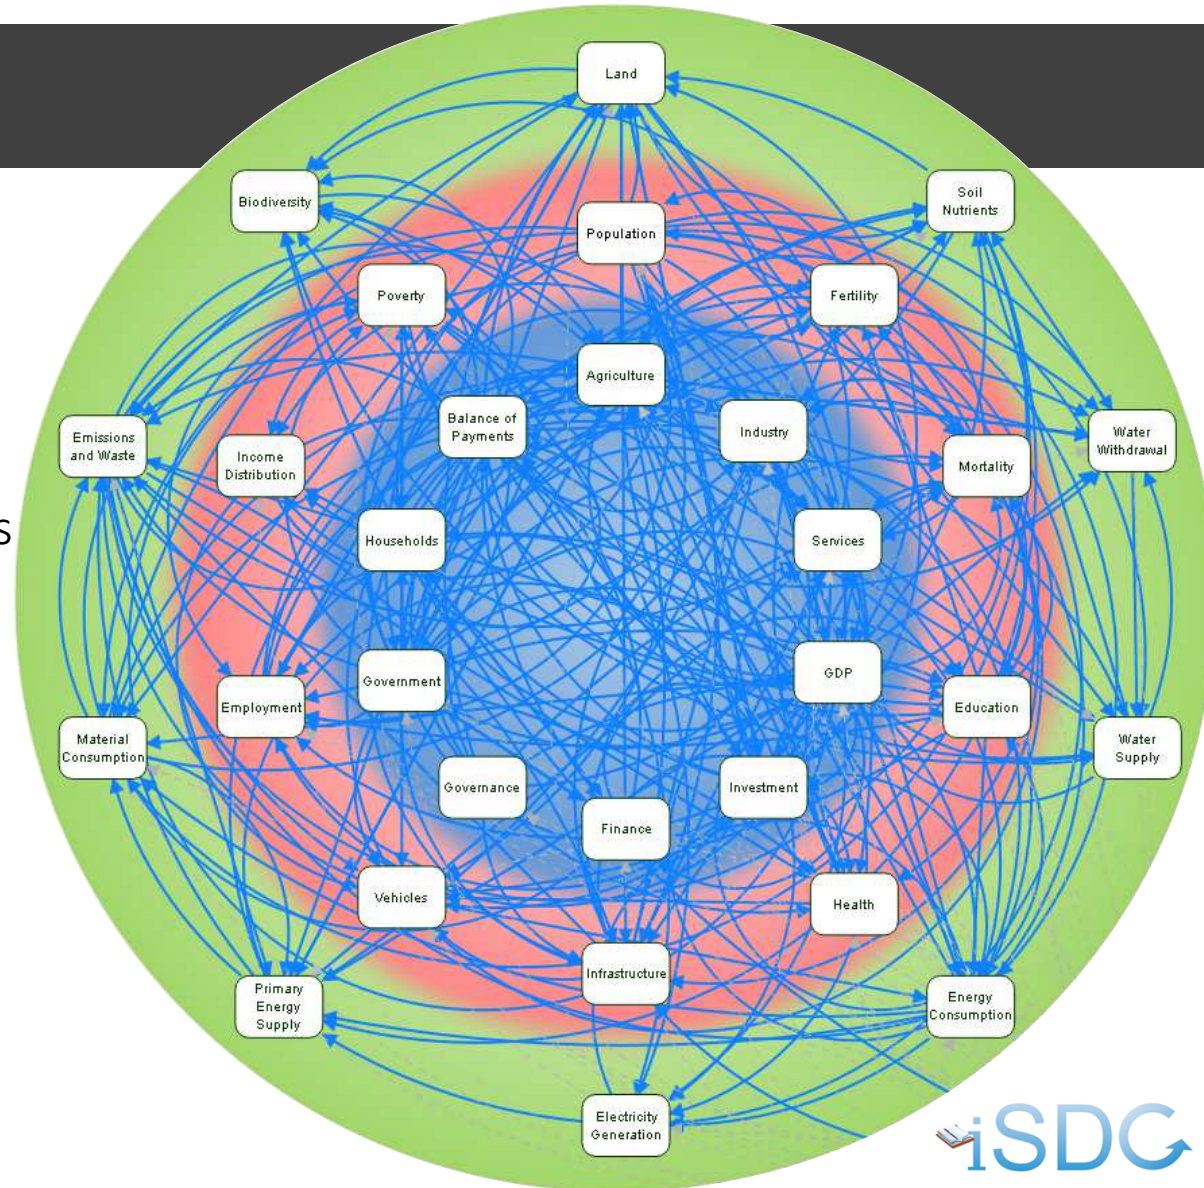 Land
Biodiversity
Soil
Nutrients
Population
Poverty
Fertility
Agriculture
Balance of
Payments
Industry
Emissions
and Waste
Income
Distribution
Mortality
Water
Withdrawal
S
Households
Services
Government
GDP
Employment
Education
Material
Consumption
Water
Supply
Governance
Investment
Finance
Vehicles
Health
Infrastructure
Primary
Energy
Supply
Energy
Consumption
Electricity
Generation
iSDG